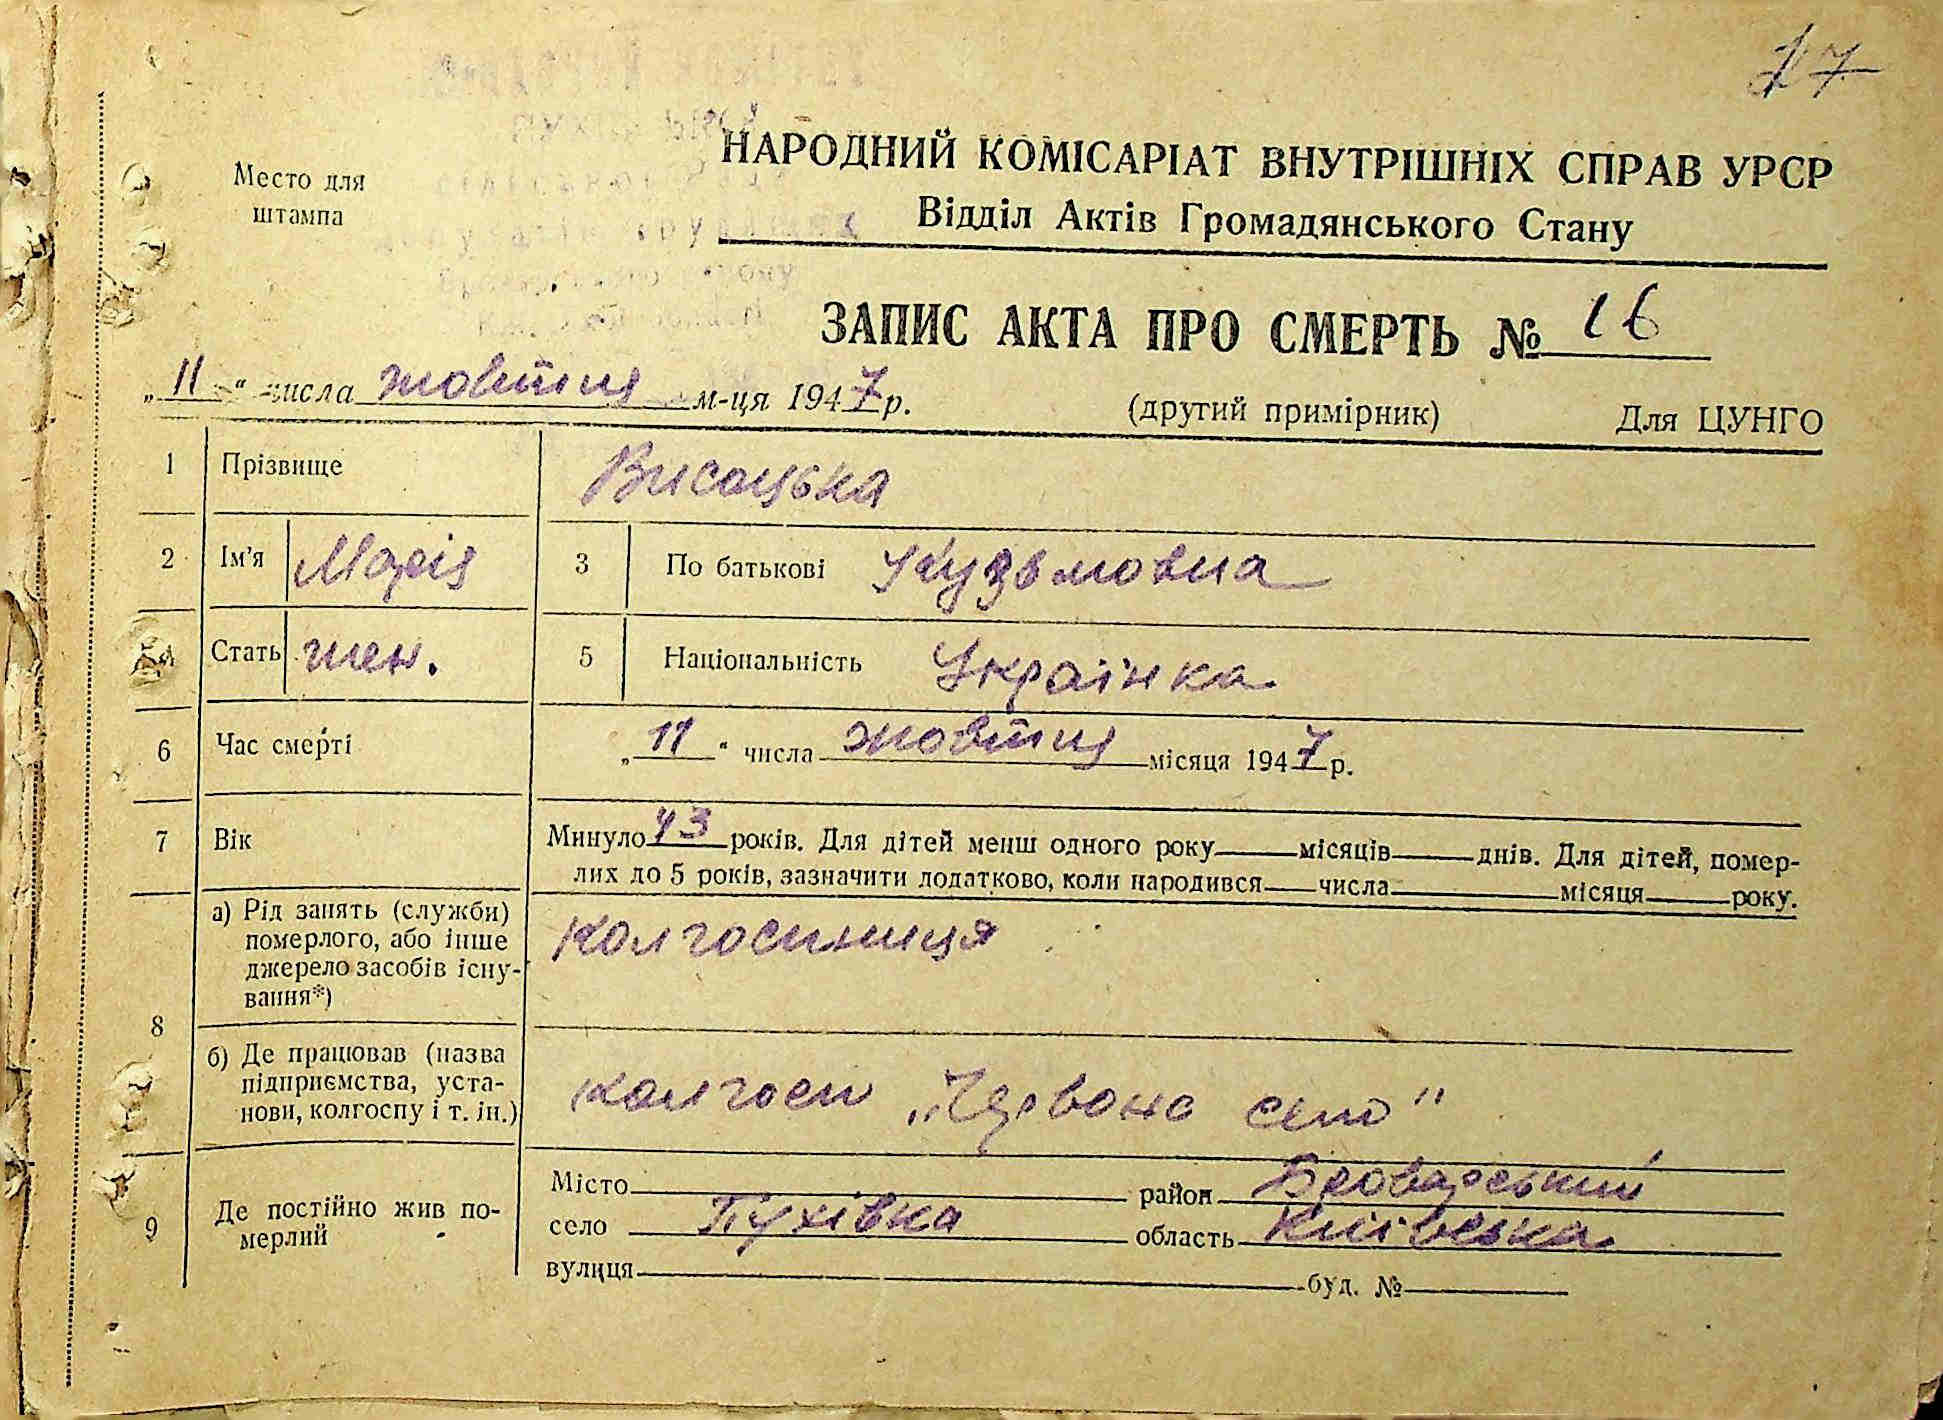 17
Место для
штампа
НАРОДНИЙ КОМІСАРІАТ ВНУТРІШНІХ СПРАВ УРСР
Відділ Актів Громадянського Стану
ЗАПИС АКТА ПРО СМЕРТЬ № 16
„ 11 “ числа жовтня м-ця 1947 р. (другий примірник) Для ЦУНГО
1 Прізвище Висоцька
2 Ім'я Марія 3 По батькові Кузьмовна
Стать жен. 5 Національність Українка
6 Час смерті „ 11 “ числа жовтня місяця 1947 р.
7 Вік Минуло 43 років. Для дітей менш одного року місяців днів. Для дітей, помер-
лих до 5 років, зазначити додатково, коли народився числа місяця року.
8 а) Рід занять (служби)
померлого, або інше
джерело засобів існу-
вання*) колгоспниця
б) Де працював (назва
підприємства, уста-
нови, колгоспу і т. ін.) колгосп „Червоне село"
9 Де постійно жив по-
мерлий
Місто район Броварський
село Пухівка область Київська
вулиця буд. №